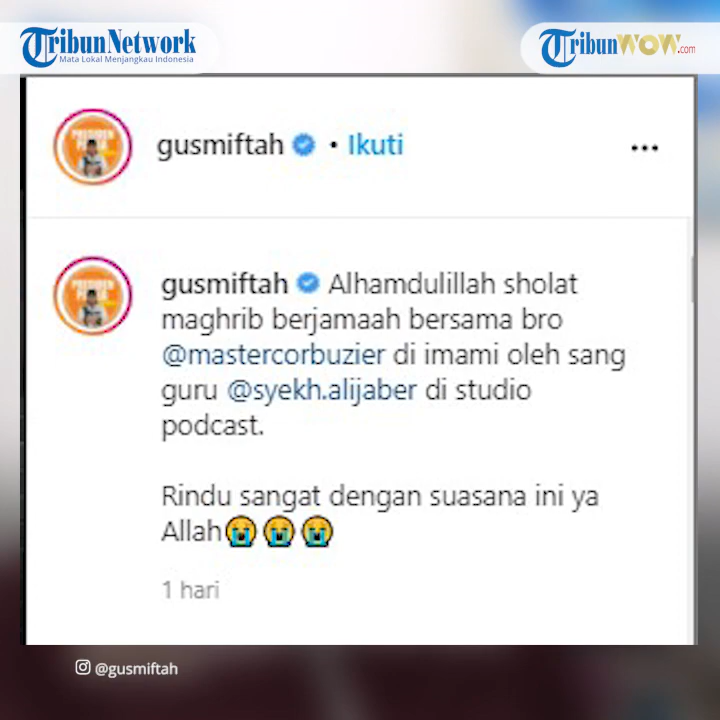 TribunNetwork
Mata Lokal Menjangkau Indonesia
TribunWOW.com
gusmiftah • Ikuti
gusmiftah Alhamdulillah sholat
maghrib berjamaah bersama bro
@mastercorbuzier di imami oleh sang
guru @syekh.alijaber di studio
podcast.
Rindu sangat dengan suasana ini ya
Allah😭😭😭
1 hari
@gusmiftah